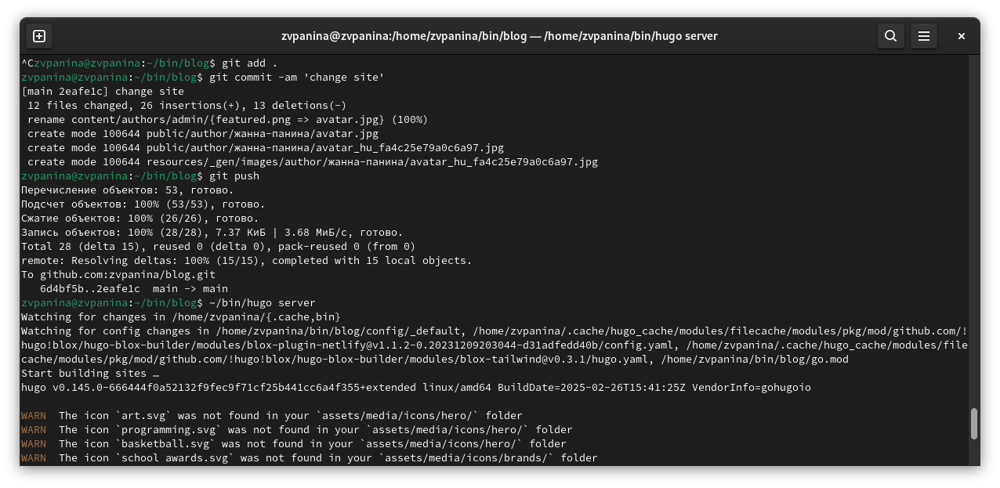 zvpanina@zvpanina:/home/zvpanina/bin/blog — /home/zvpanina/bin/hugo server
^Czvpanina@zvpanina:~/bin/blog$ git add .
zvpanina@zvpanina:~/bin/blog$ git commit -am 'change site'
[main 2eafe1c] change site
 12 files changed, 26 insertions(+), 13 deletions(-)
 rename content/authors/admin/{featured.png => avatar.jpg} (100%)
 create mode 100644 public/author/жанна-панина/avatar.jpg
 create mode 100644 public/author/жанна-панина/avatar_hu_fa4c25e79a0c6a97.jpg
 create mode 100644 resources/_gen/images/author/жанна-панина/avatar_hu_fa4c25e79a0c6a97.jpg
zvpanina@zvpanina:~/bin/blog$ git push
Перечисление объектов: 53, готово.
Подсчет объектов: 100% (53/53), готово.
Сжатие объектов: 100% (26/26), готово.
Запись объектов: 100% (28/28), 7.37 КиБ | 3.68 МиБ/с, готово.
Total 28 (delta 15), reused 0 (delta 0), pack-reused 0 (from 0)
remote: Resolving deltas: 100% (15/15), completed with 15 local objects.
To github.com:zvpanina/blog.git
   6d4bf5b..2eafe1c  main -> main
zvpanina@zvpanina:~/bin/blog$ ~/bin/hugo server
Watching for changes in /home/zvpanina/{.cache,bin}
Watching for config changes in /home/zvpanina/bin/blog/config/_default, /home/zvpanina/.cache/hugo_cache/modules/filecache/modules/pkg/mod/github.com/!
hugo!blox/hugo-blox-builder/modules/blox-plugin-netlify@v1.1.2-0.20231209203044-d31adfedd40b/config.yaml, /home/zvpanina/.cache/hugo_cache/modules/file
cache/modules/pkg/mod/github.com/!hugo!blox/hugo-blox-builder/modules/blox-tailwind@v0.3.1/hugo.yaml, /home/zvpanina/bin/blog/go.mod
Start building sites …
hugo v0.145.0-666444f0a52132f9fec9f71cf25b441cc6a4f355+extended linux/amd64 BuildDate=2025-02-26T15:41:25Z VendorInfo=gohugoio
WARN  The icon `art.svg` was not found in your `assets/media/icons/hero/` folder
WARN  The icon `programming.svg` was not found in your `assets/media/icons/hero/` folder
WARN  The icon `basketball.svg` was not found in your `assets/media/icons/hero/` folder
WARN  The icon `school awards.svg` was not found in your `assets/media/icons/brands/` folder